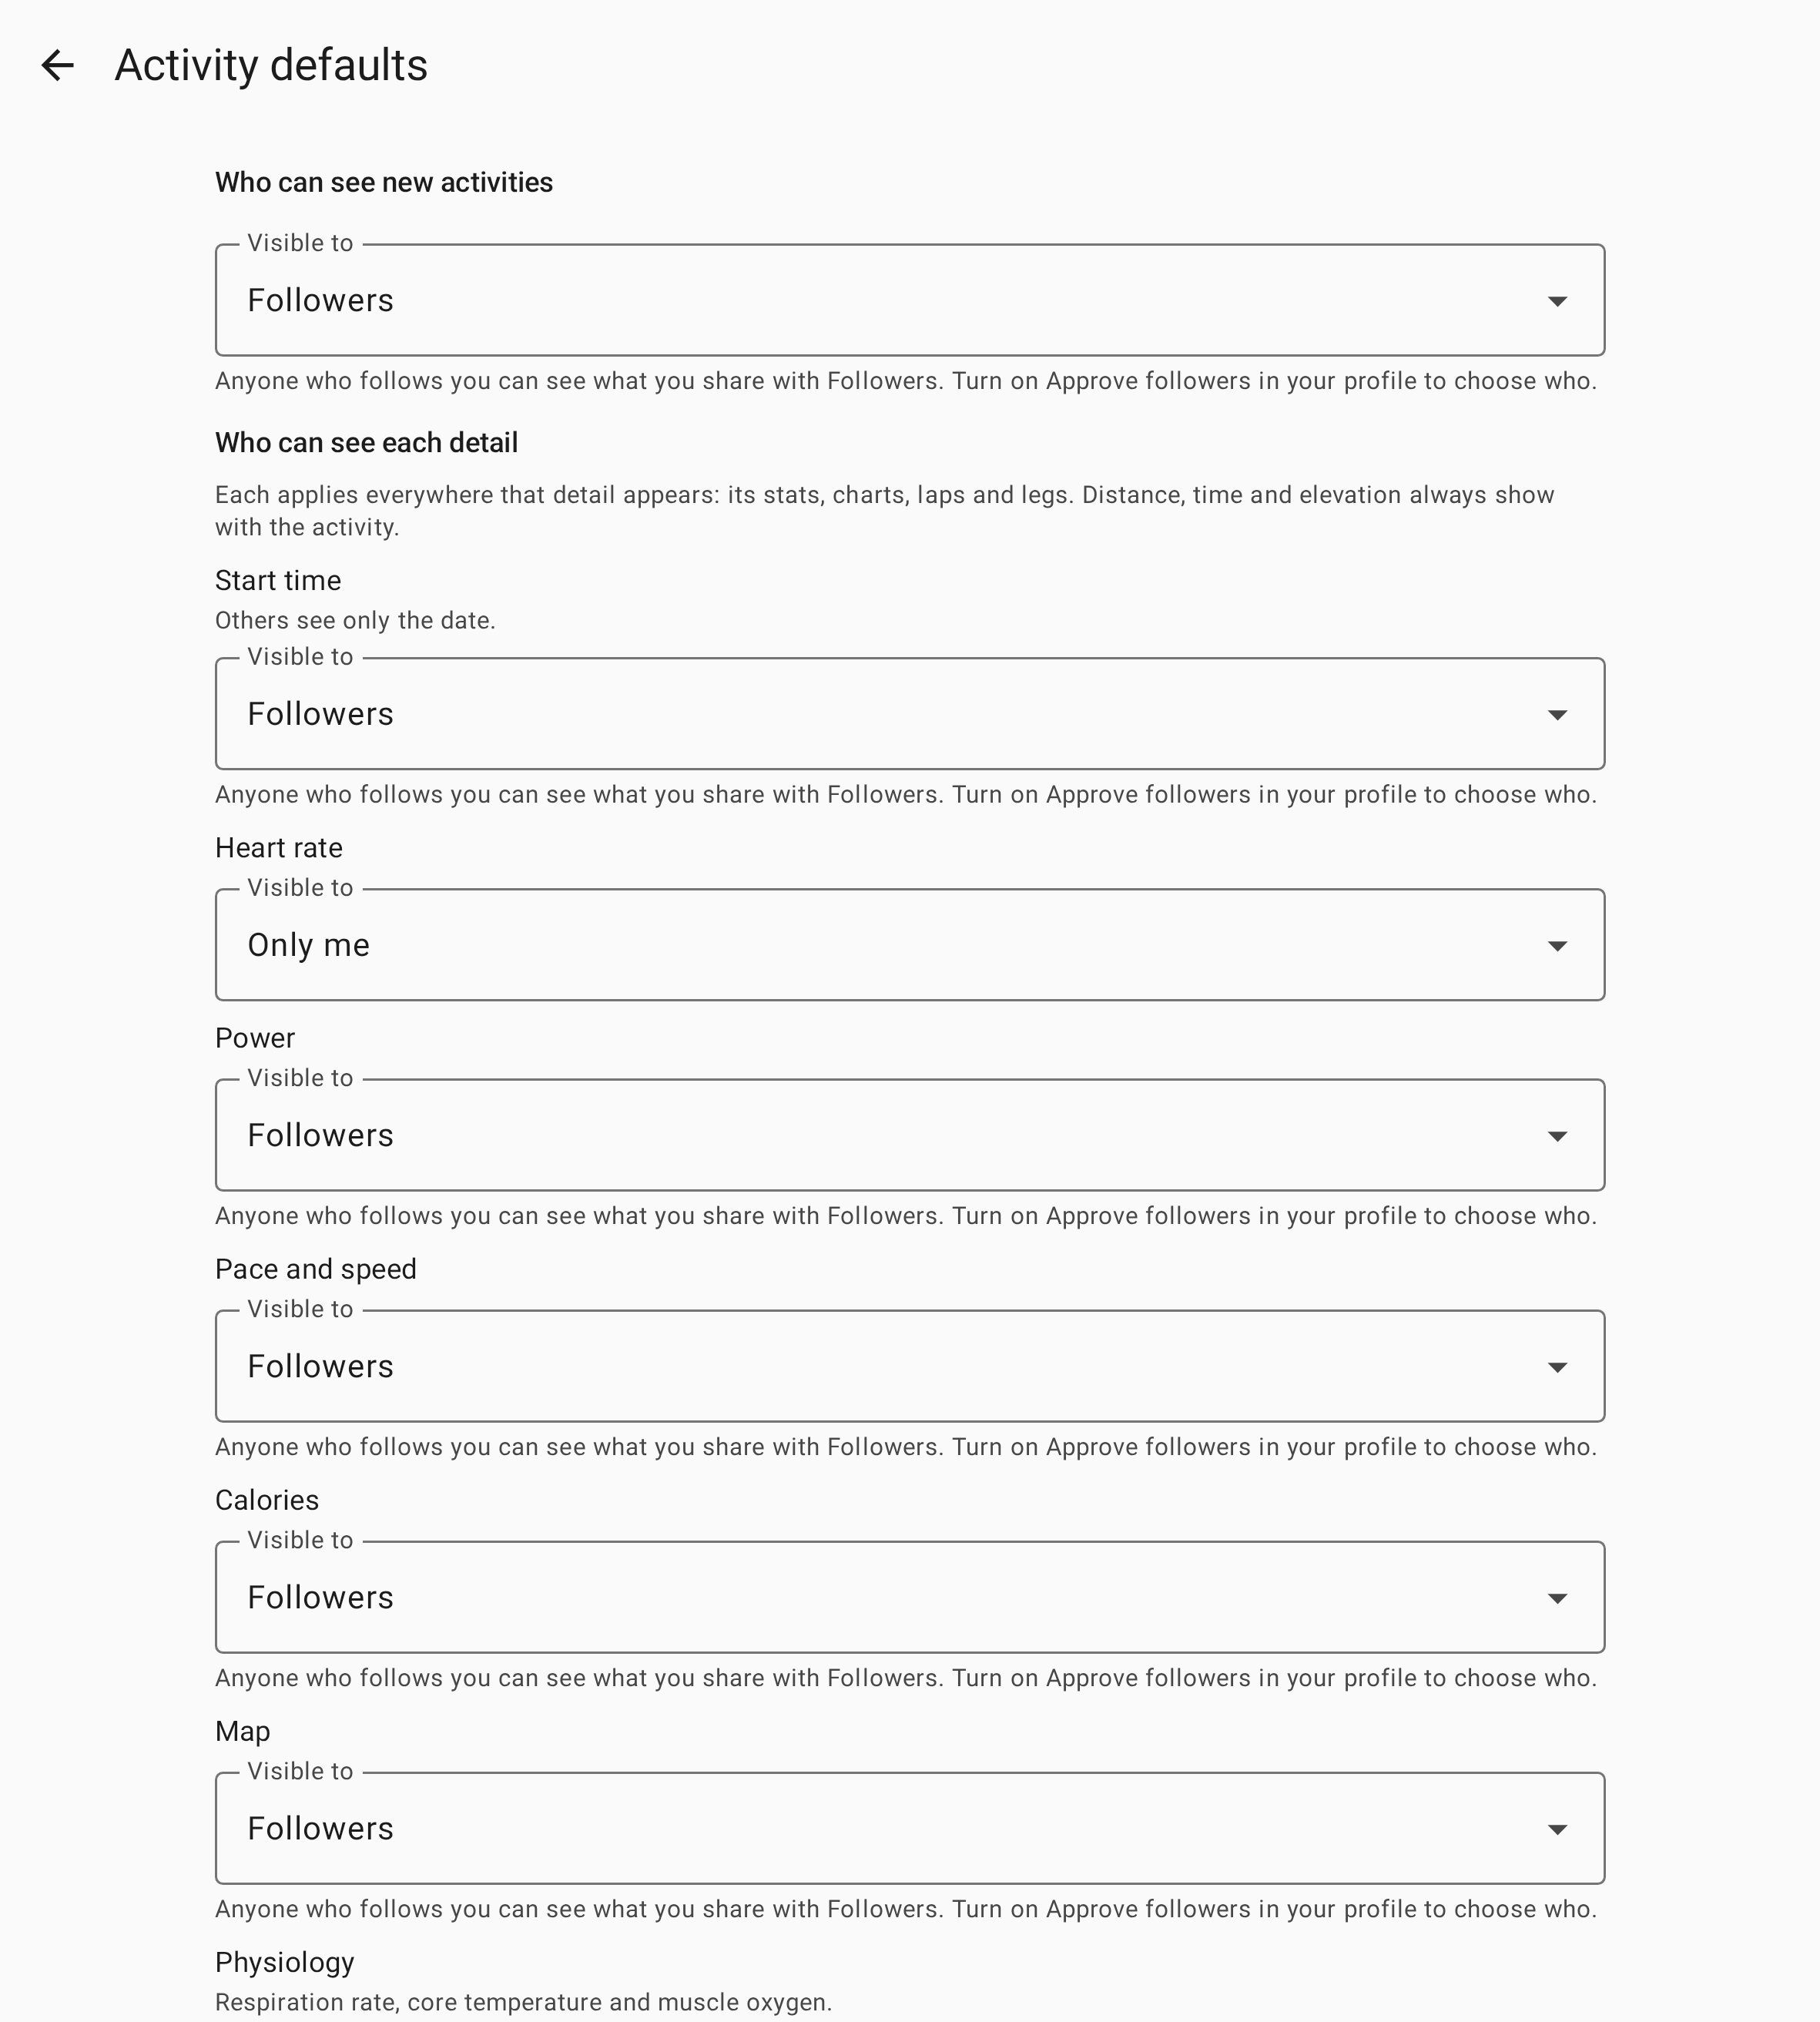 Activity defaults
Who can see new activities
Visible to
Followers
Anyone who follows you can see what you share with Followers. Turn on Approve followers in your profile to choose who.
Who can see each detail
Each applies everywhere that detail appears: its stats, charts, laps and legs. Distance, time and elevation always show
with the activity.
Start time
Others see only the date.
Visible to
Followers
Anyone who follows you can see what you share with Followers. Turn on Approve followers in your profile to choose who.
Heart rate
Visible to
Only me
Power
Visible to
Followers
Anyone who follows you can see what you share with Followers. Turn on Approve followers in your profile to choose who.
Pace and speed
Visible to
Followers
Anyone who follows you can see what you share with Followers. Turn on Approve followers in your profile to choose who.
Calories
Visible to
Followers
Anyone who follows you can see what you share with Followers. Turn on Approve followers in your profile to choose who.
Map
Visible to
Followers
Anyone who follows you can see what you share with Followers. Turn on Approve followers in your profile to choose who.
Physiology
Respiration rate, core temperature and muscle oxygen.